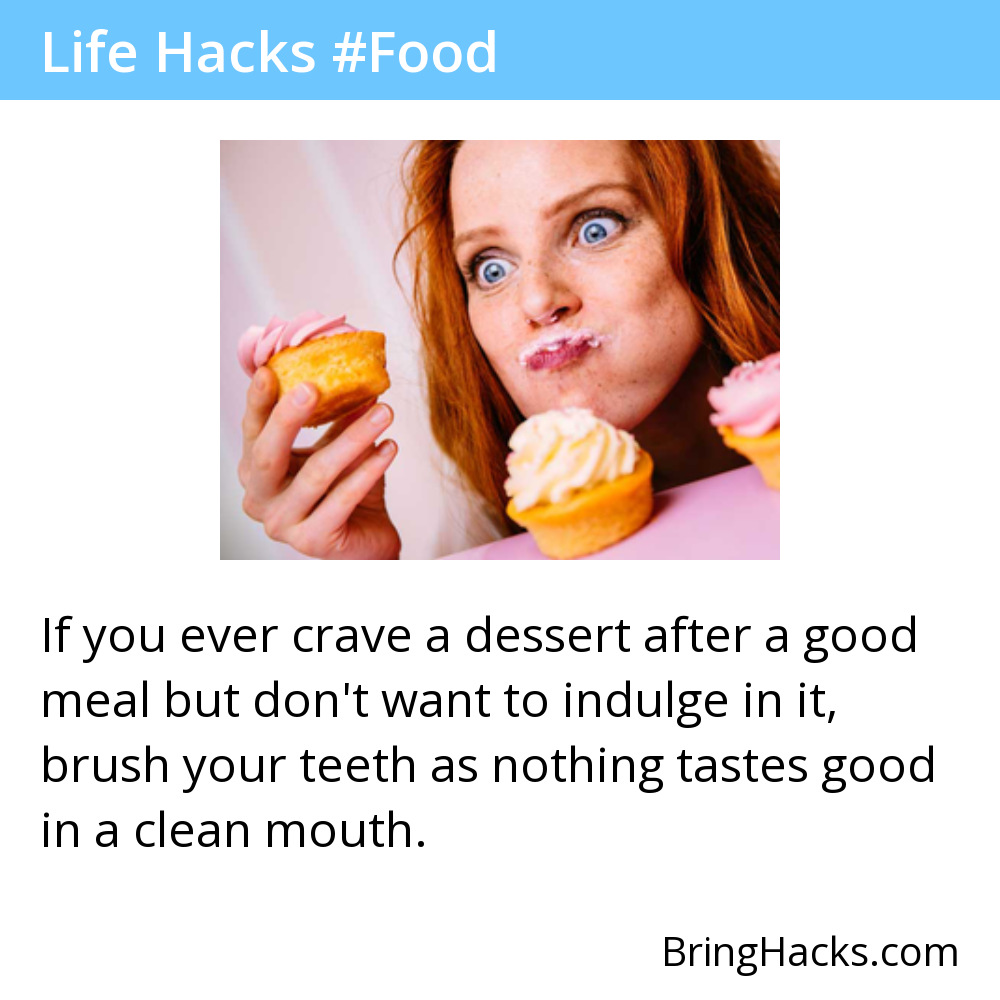 Life Hacks #Food
If you ever crave a dessert after a good
meal but don't want to indulge in it,
brush your teeth as nothing tastes good
in a clean mouth.
BringHacks.com